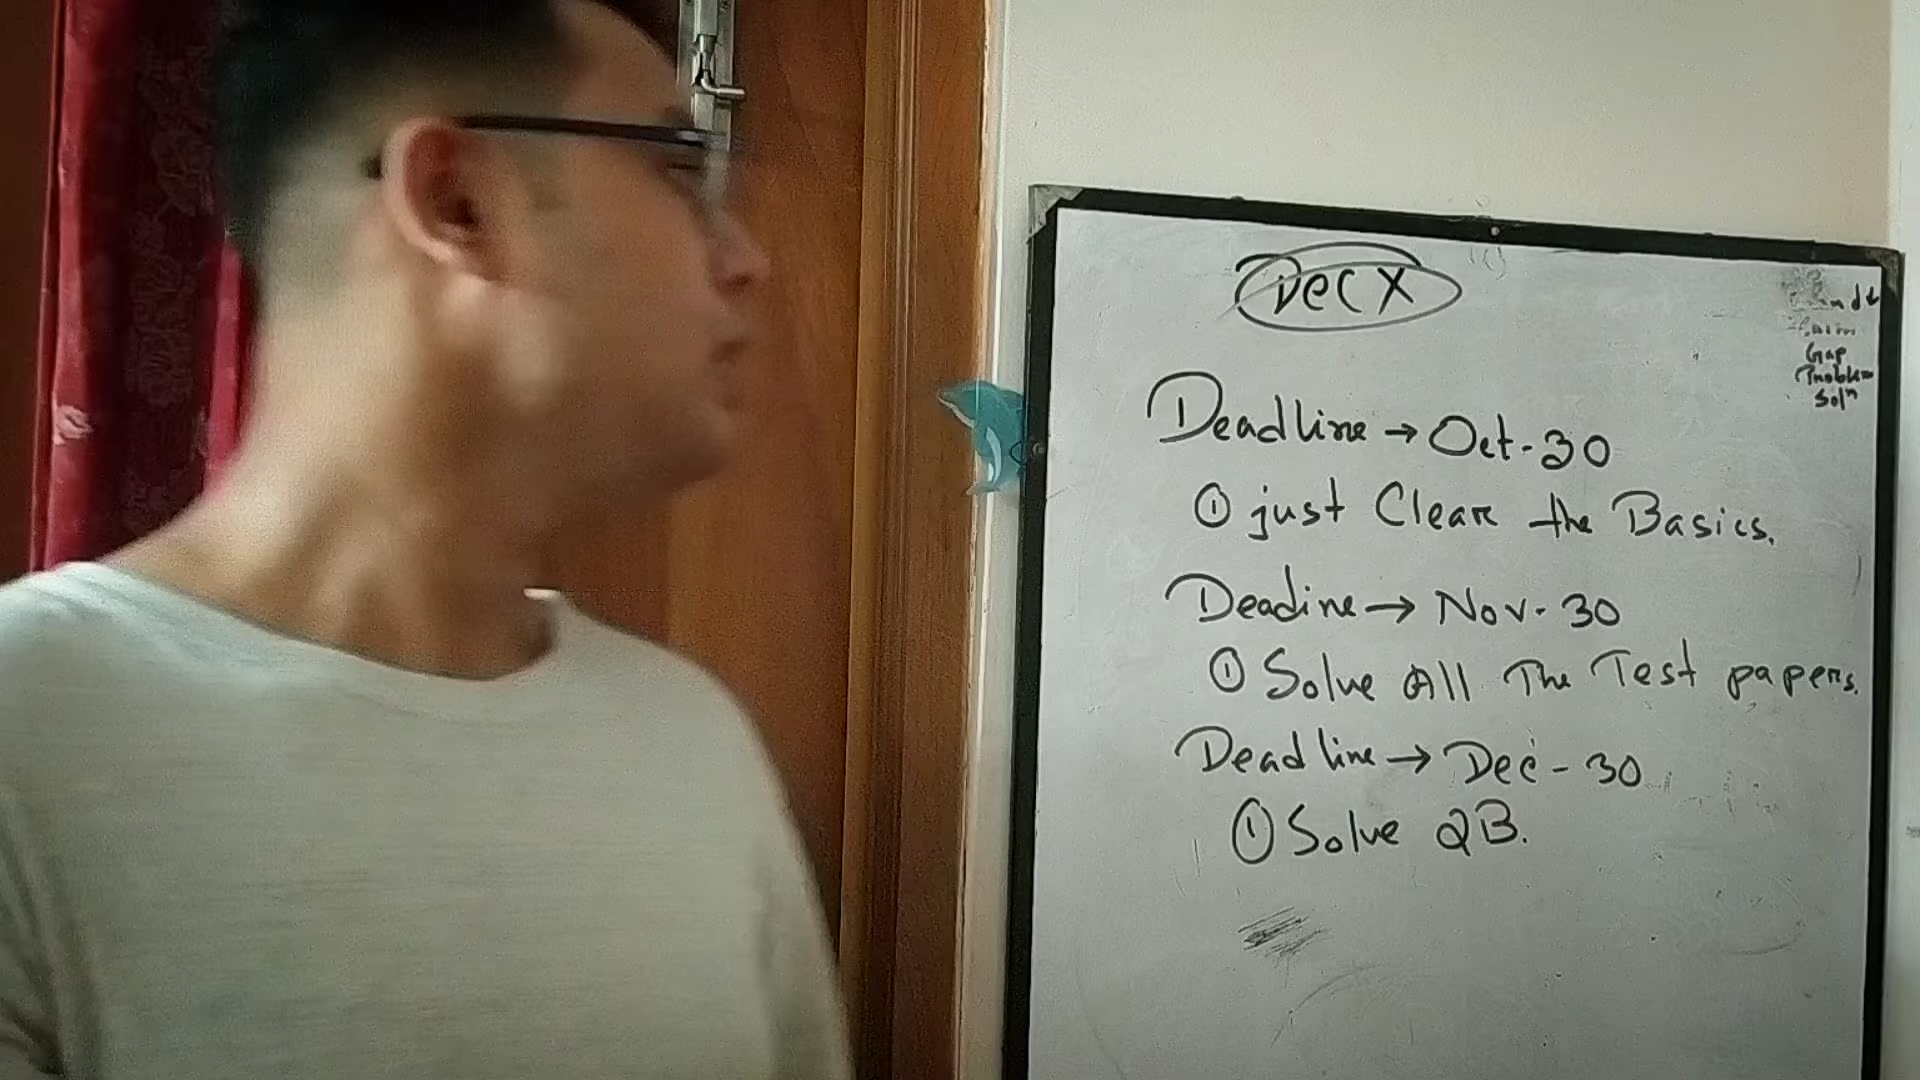 Dec X
Deadline → Oct-30
① just Clear the Basics.
Deadine → Nov-30
① Solve All The Test papers.
Deadline → Dec-30
① Solve QB.
Gap
Problem
Soln